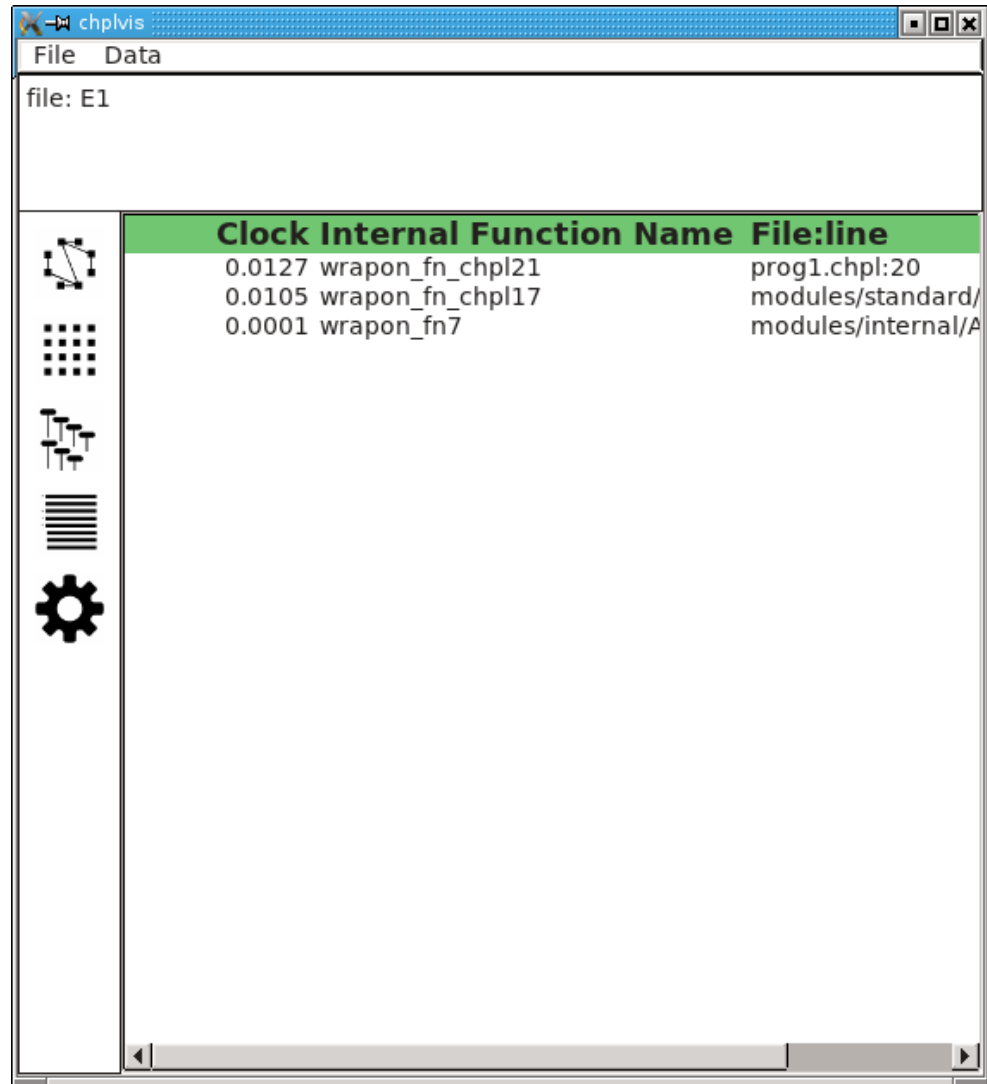 chplvis
File Data
file: E1
Clock Internal Function Name File:line
0.0127 wrapon_fn_chpl21 prog1.chpl:20
0.0105 wrapon_fn_chpl17 modules/standard/
0.0001 wrapon_fn7 modules/internal/A